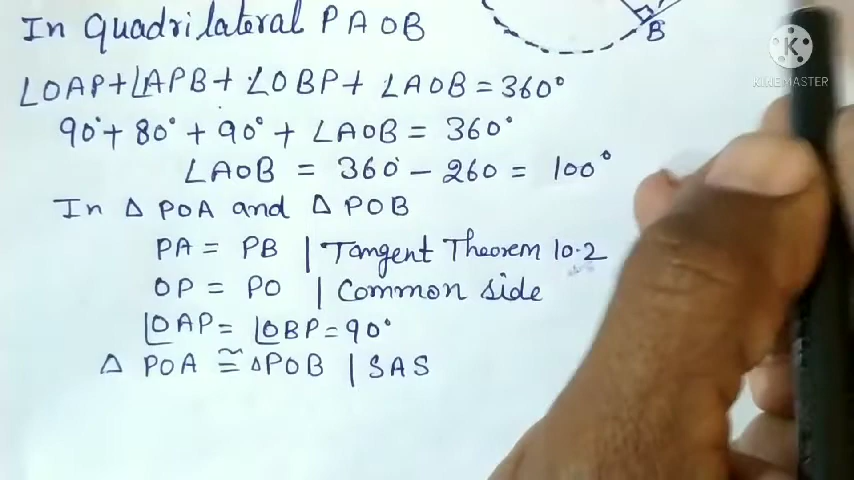 In Quadrilateral PAOB
B
K
KINEMASTER
∠OAP+∠APB+∠OBP+∠AOB=360°
90°+80°+90°+∠AOB=360°
∠AOB = 360°-260 = 100°
In Δ POA and Δ POB
PA = PB | Tangent Theorem 10.2
OP = PO | Common side
∠OAP=∠OBP=90°
Δ POA ≅ ΔPOB | SAS